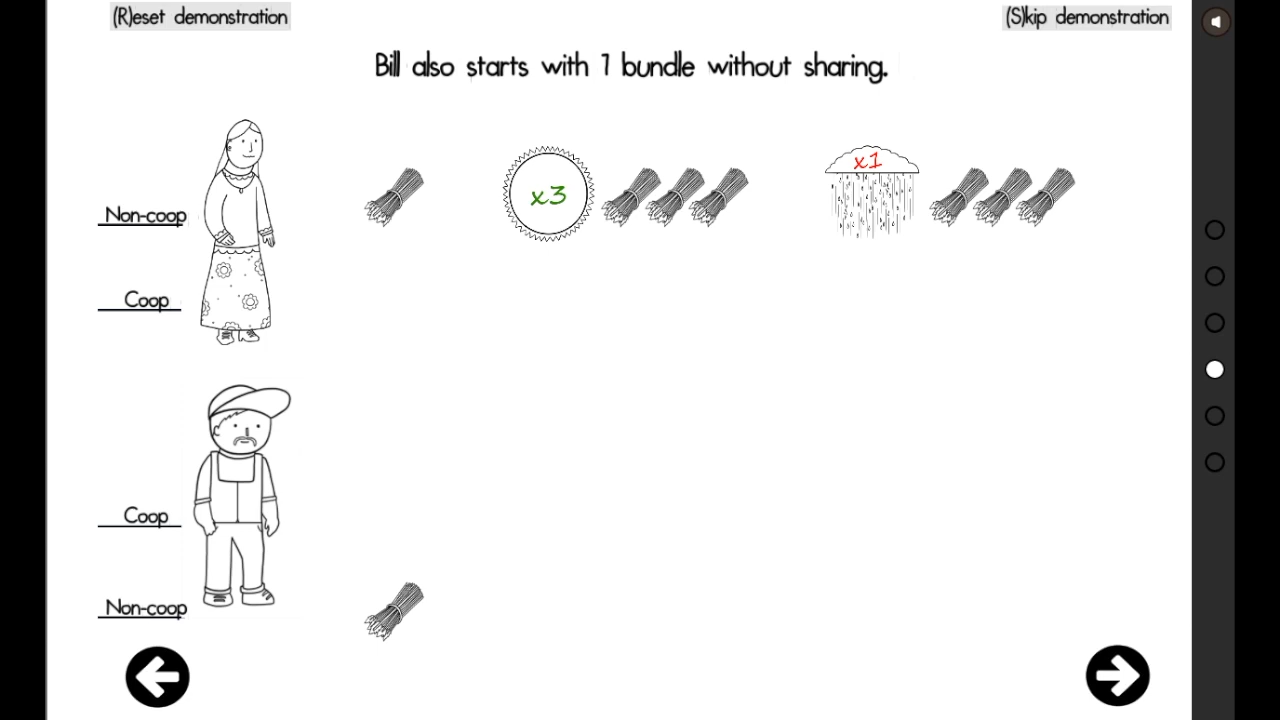 (R)eset demonstration
(S)kip demonstration
Bill also starts with 1 bundle without sharing.
x3
x1
Non-coop
Coop
Coop
Non-coop